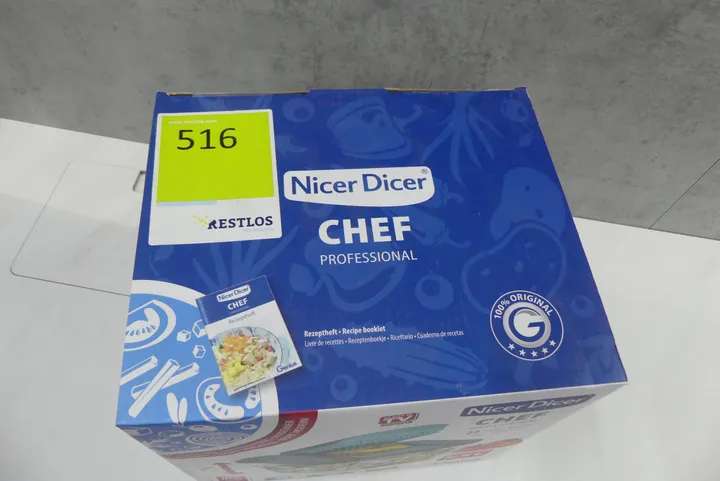 516
RESTLOS
Nicer Dicer®
CHEF
PROFESSIONAL
Nicer Dicer
CHEF
Rezeptheft
Genius
Rezeptheft • Recipe booklet
Livre de recettes • Receptenboekje • Ricettario • Cuaderno de recetas
100% ORIGINAL
G
Nicer Dicer
CHEF